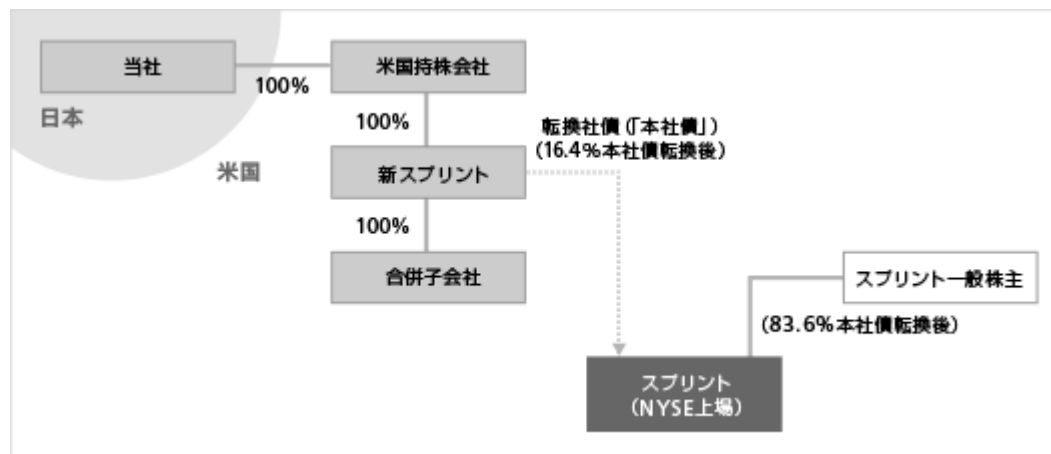 当社
米国持株会社
100%
日本
100%
転換社債(「本社債」)
(16.4%本社債転換後)
米国
新スプリント
100%
合併子会社
スプリント一般株主
(83.6%本社債転換後)
スプリント
(NYSE上場)